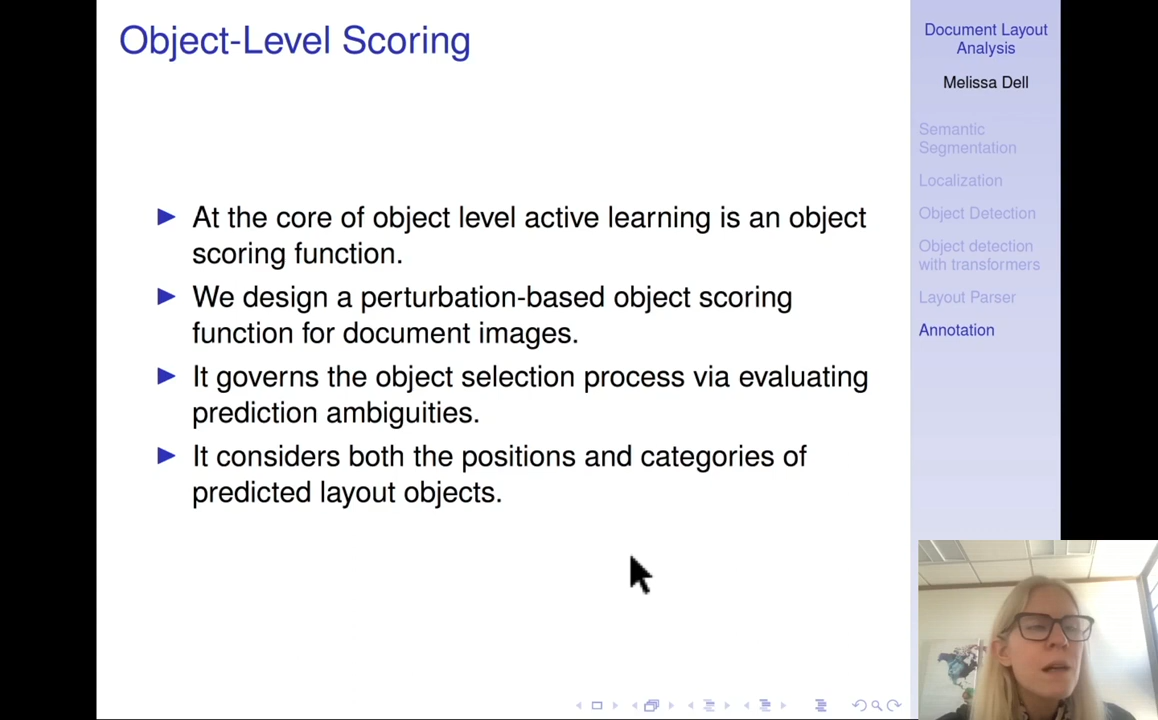 Object-Level Scoring
At the core of object level active learning is an object
scoring function.
We design a perturbation-based object scoring
function for document images.
It governs the object selection process via evaluating
prediction ambiguities.
It considers both the positions and categories of
predicted layout objects.
Document Layout
Analysis
Melissa Dell
Semantic
Segmentation
Localization
Object Detection
Object detection
with transformers
Layout Parser
Annotation